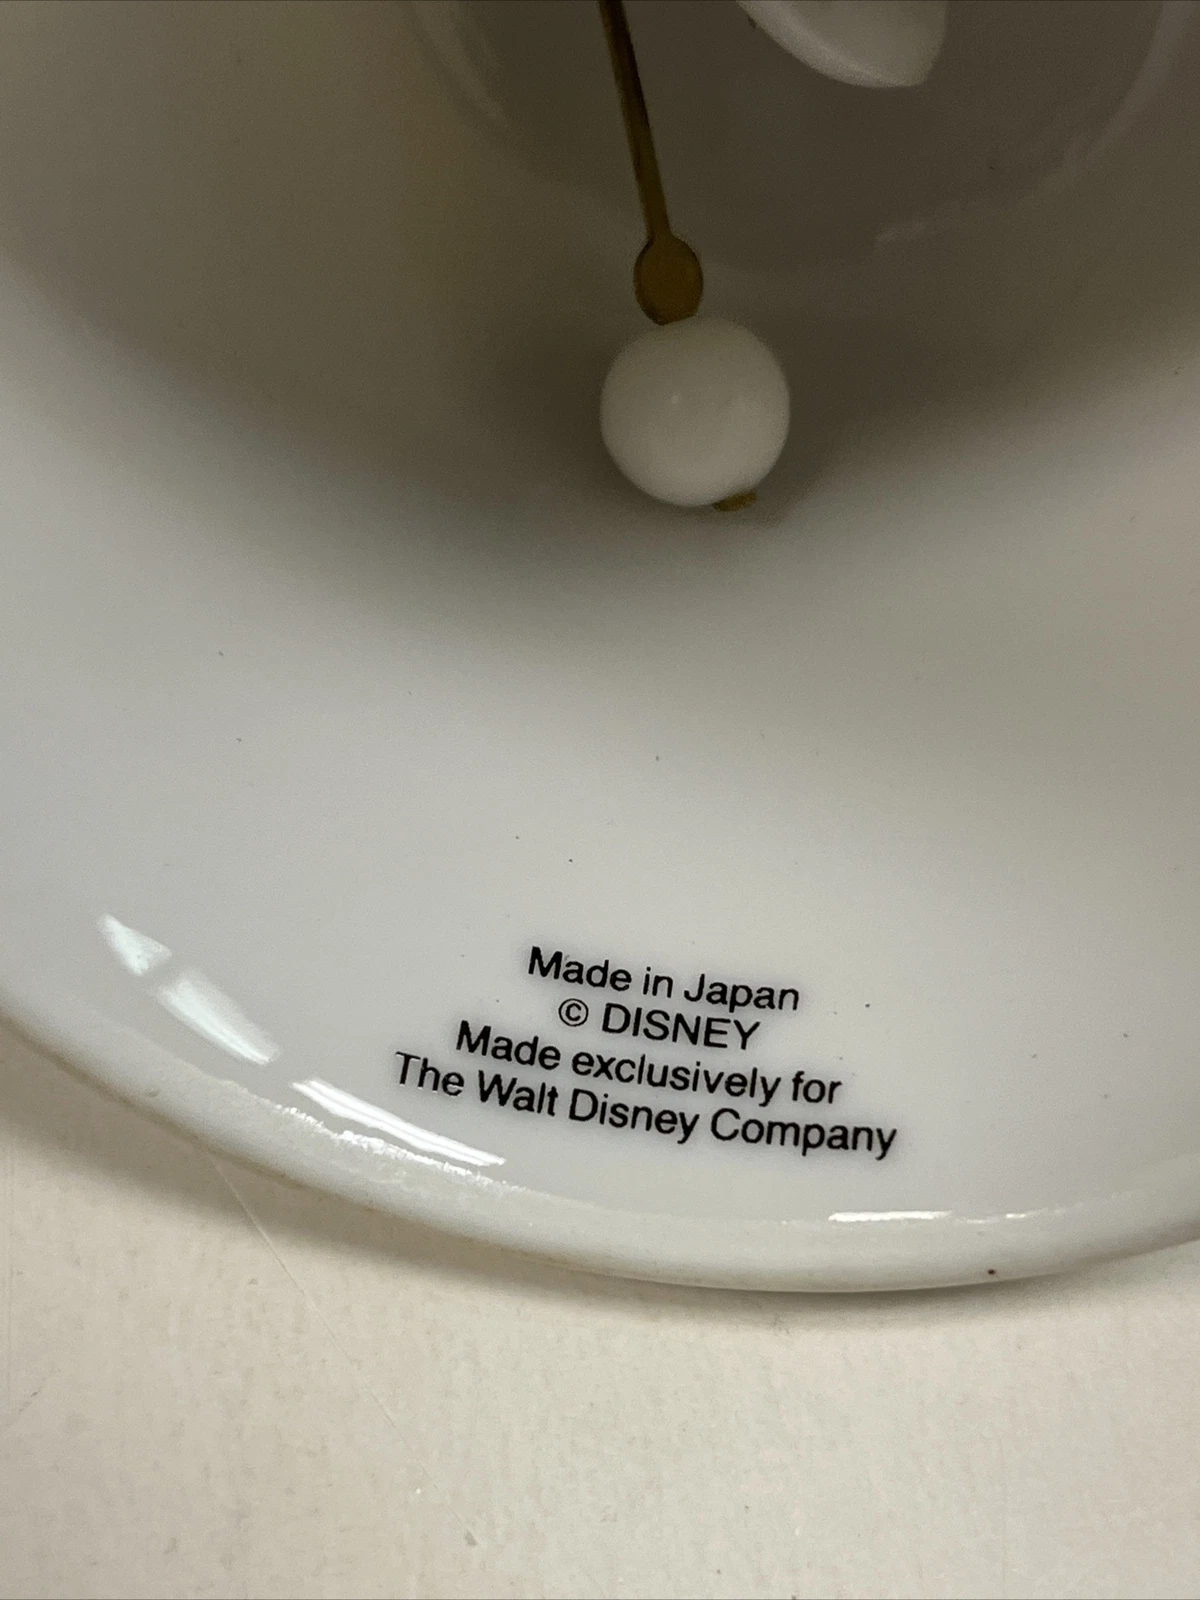 Made in Japan
© DISNEY
Made exclusively for
The Walt Disney Company